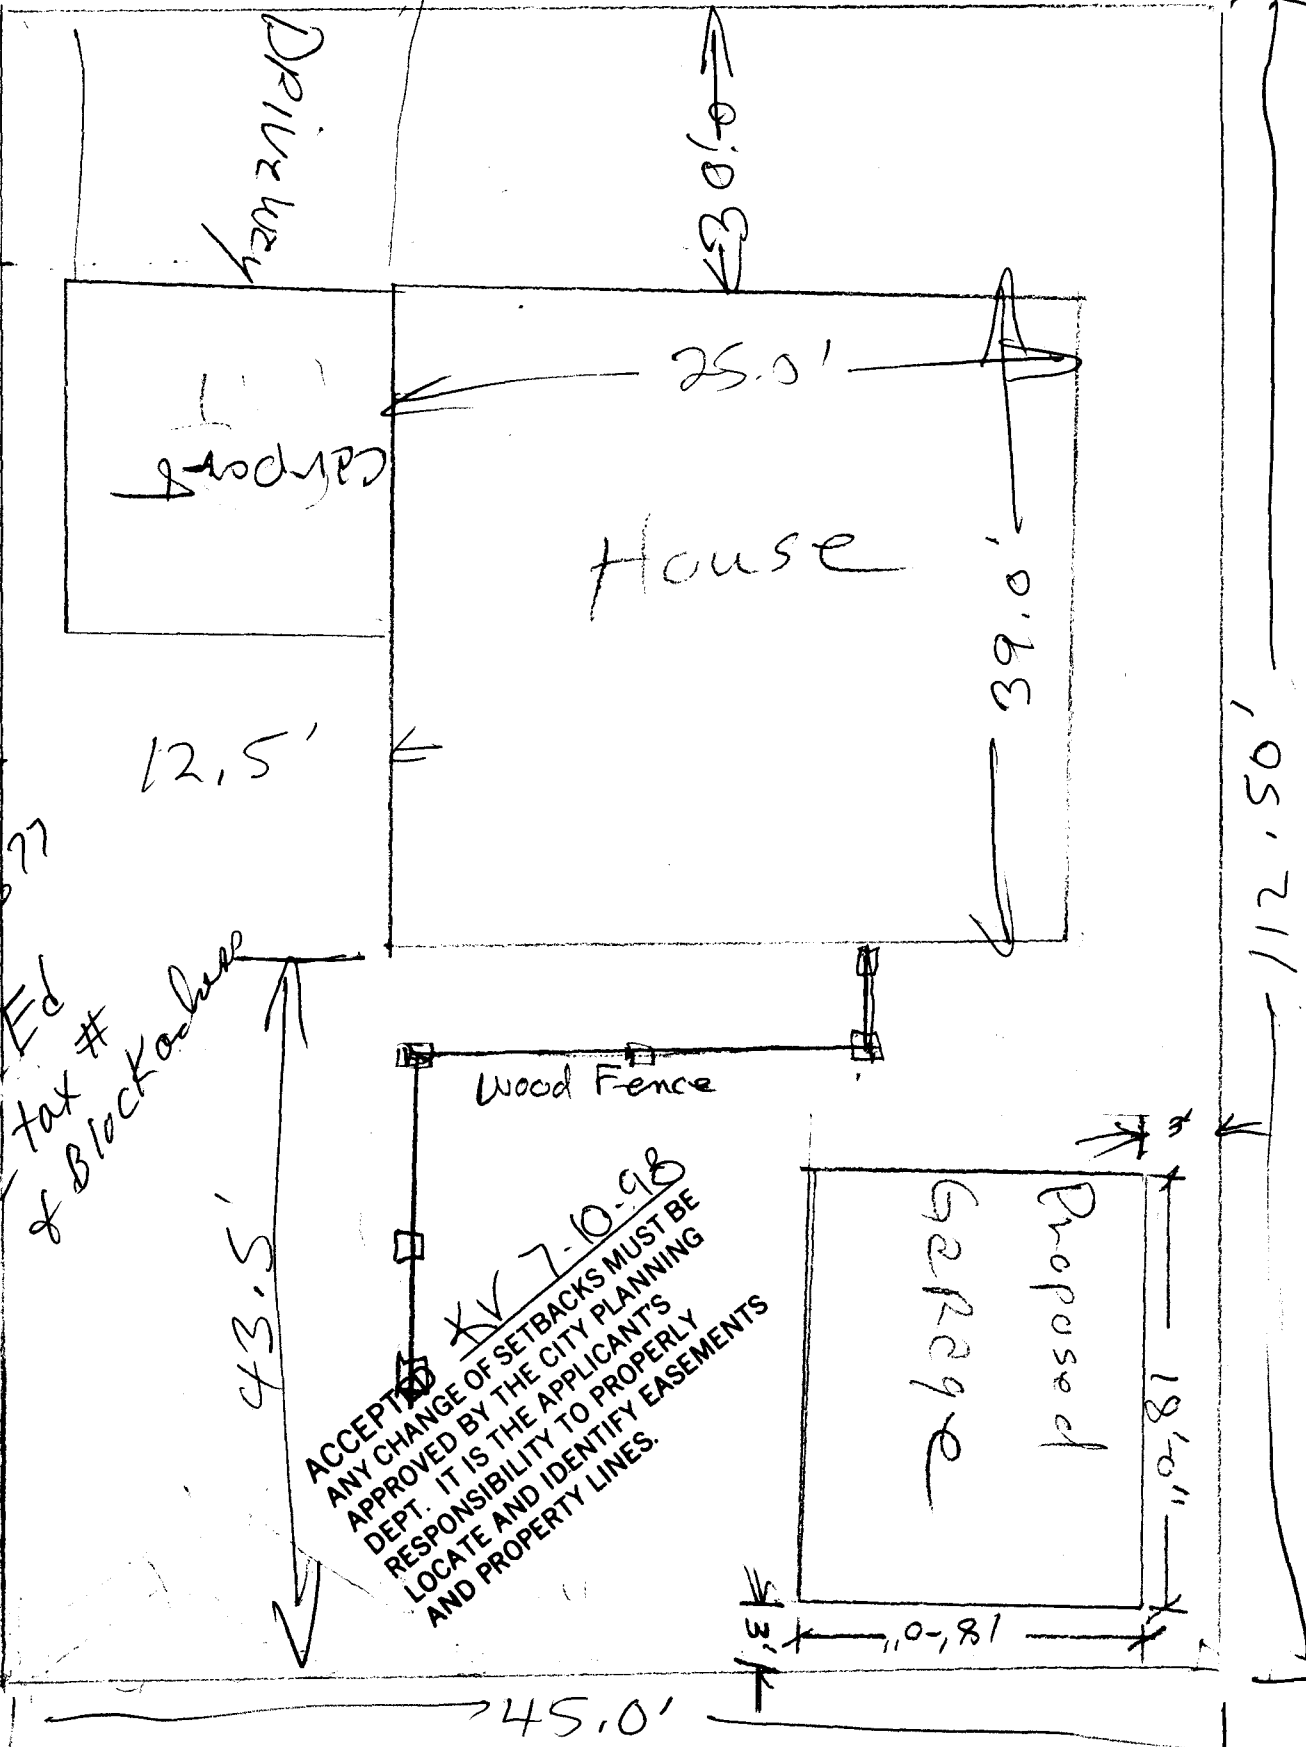 Driveway
30'-0
25.0'
Carport
House
39.0'
12.5'
112.50'
77
Ed
tax #
& Block
Wood Fence
3'
43.5'
KV 7-10-98
ACCEPTED
ANY CHANGE OF SETBACKS MUST BE
APPROVED BY THE CITY PLANNING
DEPT. IT IS THE APPLICANT'S
RESPONSIBILITY TO PROPERLY
LOCATE AND IDENTIFY EASEMENTS
AND PROPERTY LINES.
Proposed
Garage
18'-0"
3'
18'-0"
45.0'